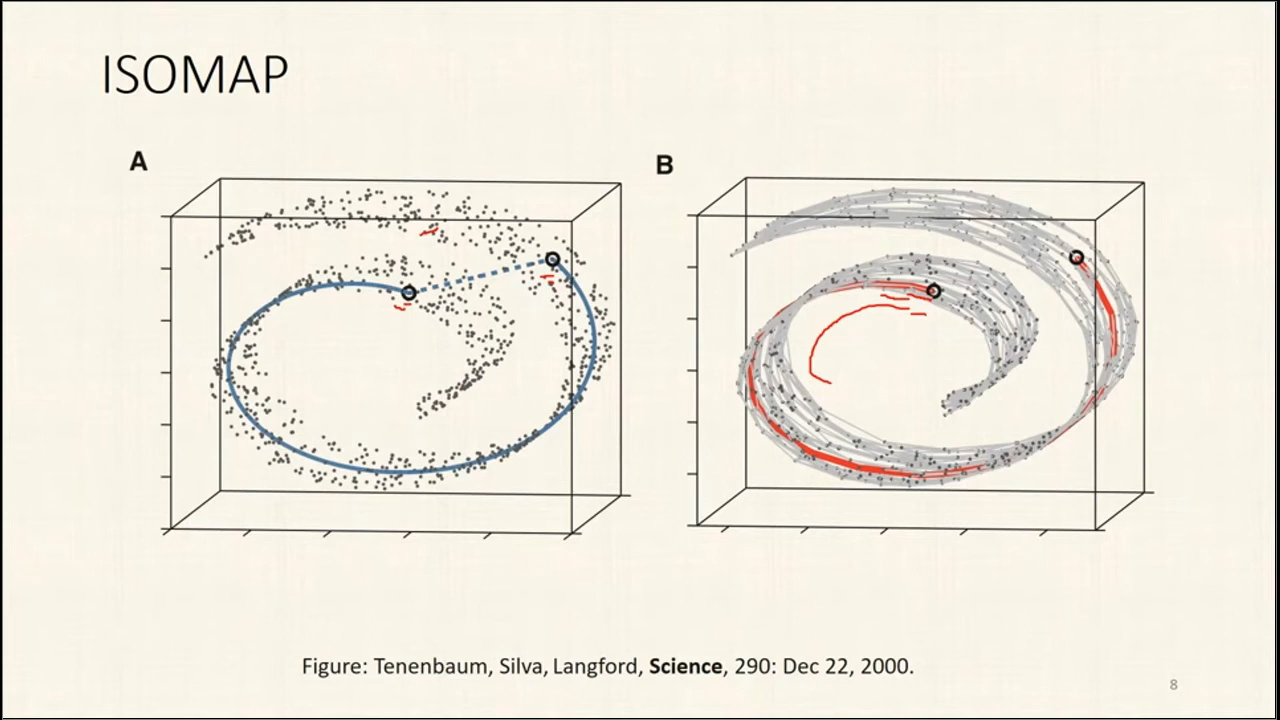 ISOMAP
A
B
Figure: Tenenbaum, Silva, Langford, Science, 290: Dec 22, 2000.
8